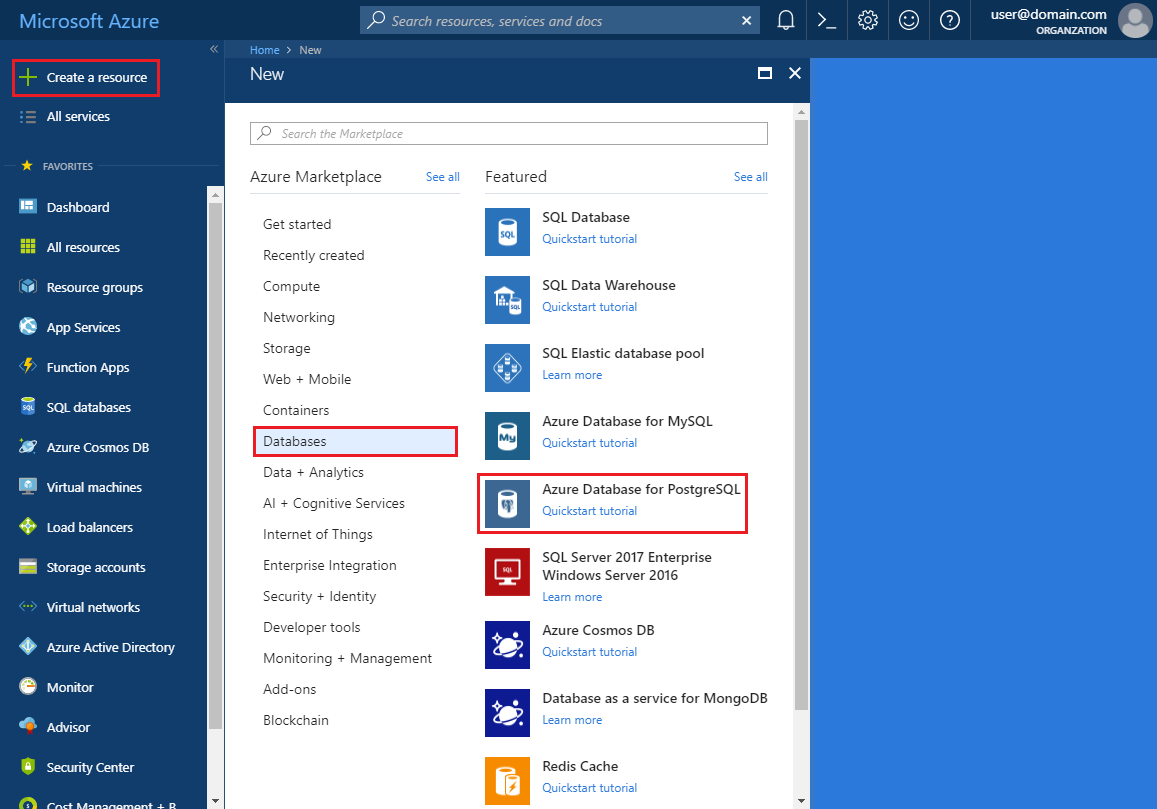 Microsoft Azure
Search resources, services and docs
user@domain.com
ORGANZATION
Create a resource
All services
FAVORITES
Dashboard
All resources
Resource groups
App Services
Function Apps
SQL databases
Azure Cosmos DB
Virtual machines
Load balancers
Storage accounts
Virtual networks
Azure Active Directory
Monitor
Advisor
Security Center
Cost Management + B
Home > New
New
Search the Marketplace
Azure Marketplace See all
Get started
Recently created
Compute
Networking
Storage
Web + Mobile
Containers
Databases
Data + Analytics
AI + Cognitive Services
Internet of Things
Enterprise Integration
Security + Identity
Developer tools
Monitoring + Management
Add-ons
Blockchain
Featured See all
SQL
SQL Database
Quickstart tutorial
SQL
SQL Data Warehouse
Quickstart tutorial
SQL Elastic database pool
Learn more
My
Azure Database for MySQL
Quickstart tutorial
Azure Database for PostgreSQL
Quickstart tutorial
SQL
SQL Server 2017 Enterprise
Windows Server 2016
Learn more
Azure Cosmos DB
Quickstart tutorial
Database as a service for MongoDB
Learn more
Redis Cache
Quickstart tutorial